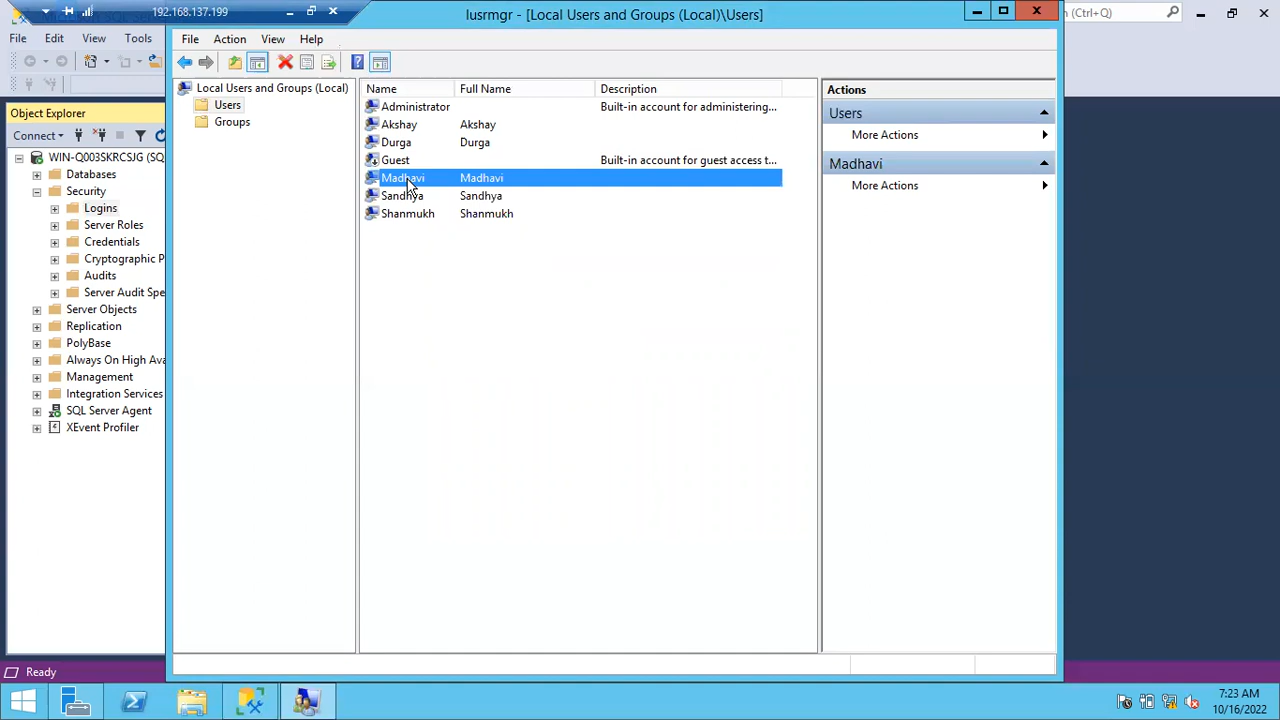 192.168.137.199
lusrmgr - [Local Users and Groups (Local)\Users]
(Ctrl+Q)
File Edit View Tools
File Action View Help
Object Explorer
Connect
WIN-Q003SKRCSJG (SQ
Databases
Security
Logins
Server Roles
Credentials
Cryptographic P
Audits
Server Audit Spe
Server Objects
Replication
PolyBase
Always On High Ava
Management
Integration Services
SQL Server Agent
XEvent Profiler
Ready
Local Users and Groups (Local)
Users
Groups
Name Full Name Description
Administrator Built-in account for administering...
Akshay Akshay
Durga Durga
Guest Built-in account for guest access t...
Madhavi Madhavi
Sandhya Sandhya
Shanmukh Shanmukh
Actions
Users
More Actions
Madhavi
More Actions
7:23 AM
10/16/2022